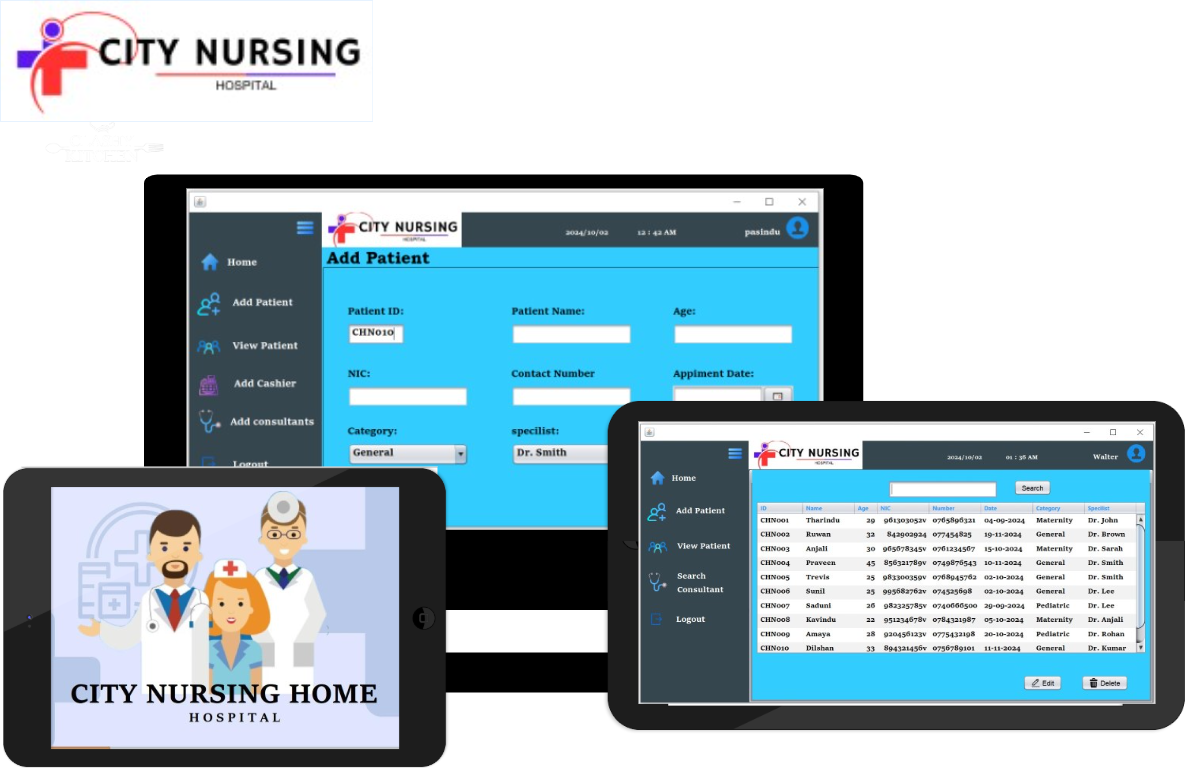 CITY NURSING
HOSPITAL
CITY NURSING
HOSPITAL
2024/10/02 12 : 42 AM pasindu
Add Patient
Home
Add Patient
View Patient
Add Cashier
Add consultants
Logout
Patient ID: Patient Name: Age:
CHN010
NIC: Contact Number Appiment Date:
Category: specilist:
General Dr. Smith
CITY NURSING HOME
HOSPITAL
CITY NURSING
HOSPITAL
2024/10/02 01 : 36 AM Walter
Home
Add Patient
View Patient
Search
Consultant
Logout
Search
ID Name Age NIC Number Date Category Specilist
CHN001 Tharindu 29 961303052v 0765896321 04-09-2024 Maternity Dr. John
CHN002 Ruwan 32 842902924 077454825 19-11-2024 General Dr. Brown
CHN003 Anjali 30 965678345v 0761234567 15-10-2024 Maternity Dr. Sarah
CHN004 Praveen 45 856321789v 0749876543 10-11-2024 General Dr. Smith
CHN005 Trevis 25 983300359v 0768945762 02-10-2024 General Dr. Smith
CHN006 Sunil 25 995682762v 074525698 02-10-2024 General Dr. Lee
CHN007 Saduni 26 982325785v 0740666500 29-09-2024 Pediatric Dr. Lee
CHN008 Kavindu 22 951234678v 0784321987 05-10-2024 Maternity Dr. Anjali
CHN009 Amaya 28 920456123v 0775432198 20-10-2024 Pediatric Dr. Rohan
CHN010 Dilshan 33 894321456v 0756789101 11-11-2024 General Dr. Kumar
Edit Delete